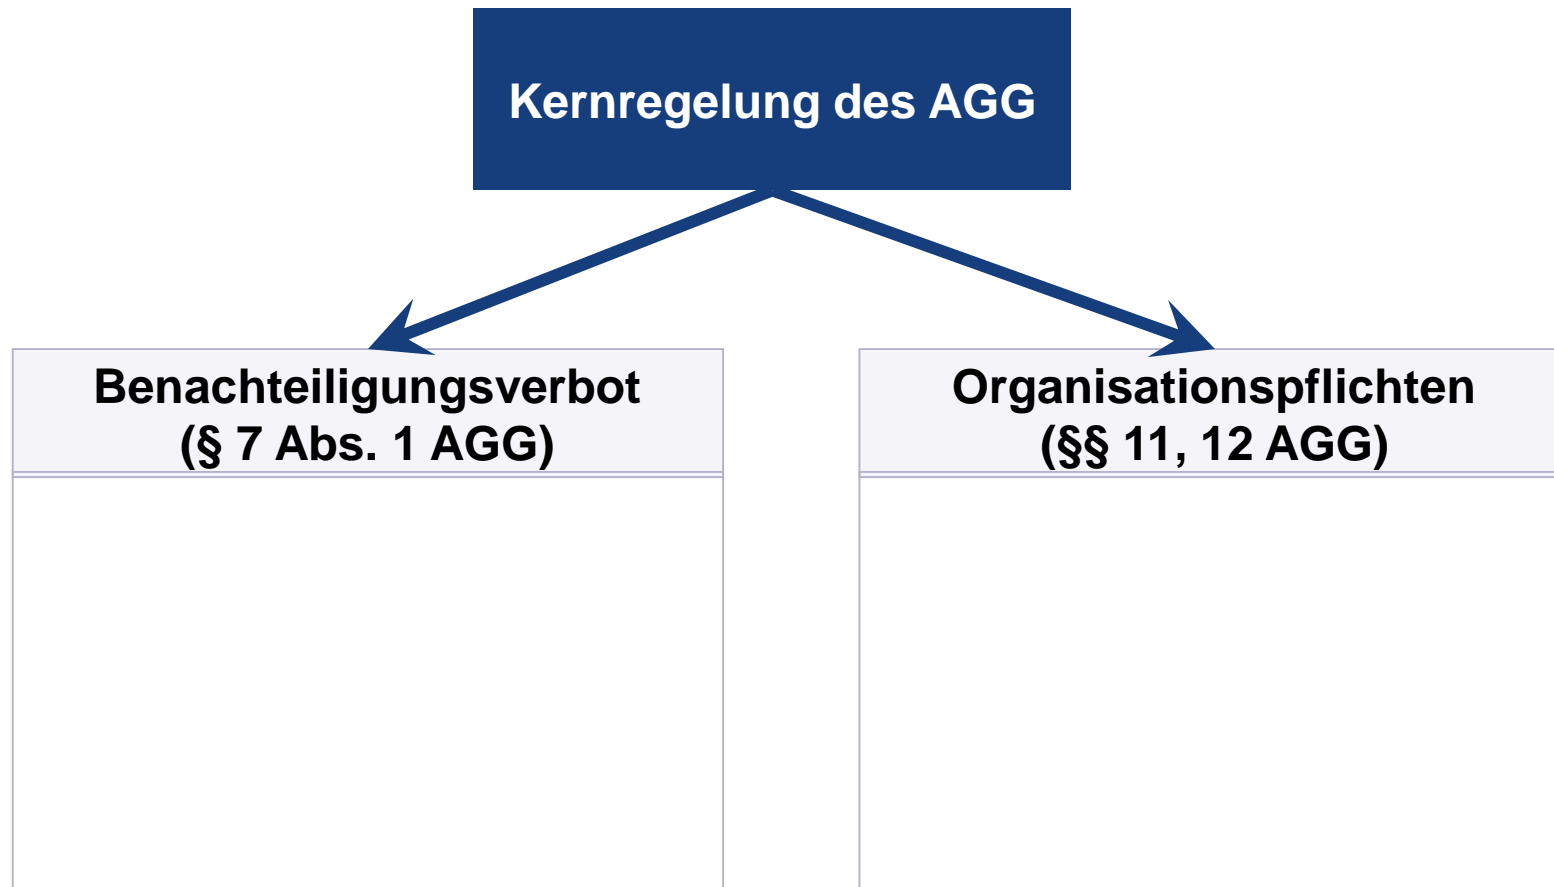 Kernregelung des AGG
Benachteiligungsverbot
(§ 7 Abs. 1 AGG)
Organisationspflichten
(§§ 11, 12 AGG)